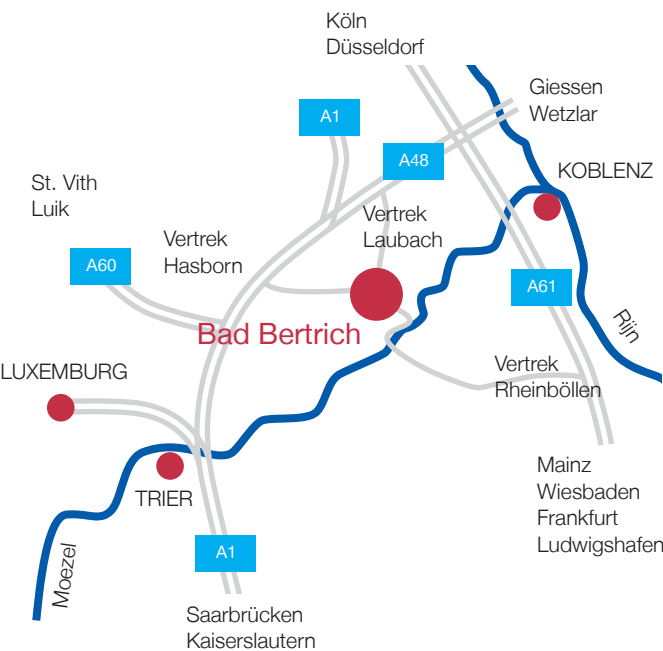 Köln
Düsseldorf
Giessen
Wetzlar
A1
A48
KOBLENZ
St. Vith
Luik
Vertrek
Laubach
Vertrek
Hasborn
A60
A61
Rijn
Bad Bertrich
LUXEMBURG
Vertrek
Rheinböllen
Mainz
Wiesbaden
Frankfurt
Ludwigshafen
TRIER
A1
Moezel
Saarbrücken
Kaiserslautern